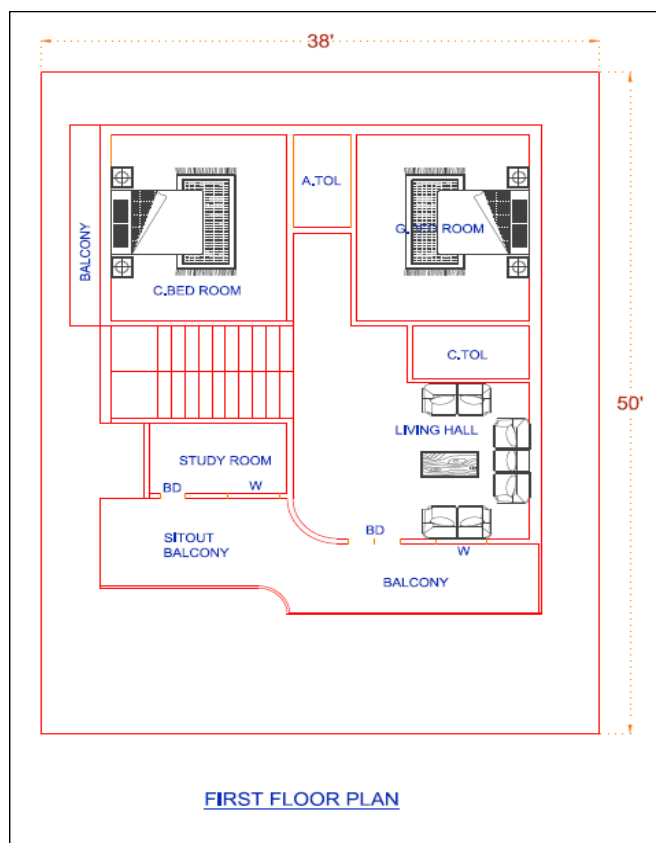 38'
A.TOL
G.BED ROOM
BALCONY
C.BED ROOM
C.TOL
50'
LIVING HALL
STUDY ROOM
BD
W
SITOUT
BALCONY
BD
W
BALCONY
FIRST FLOOR PLAN